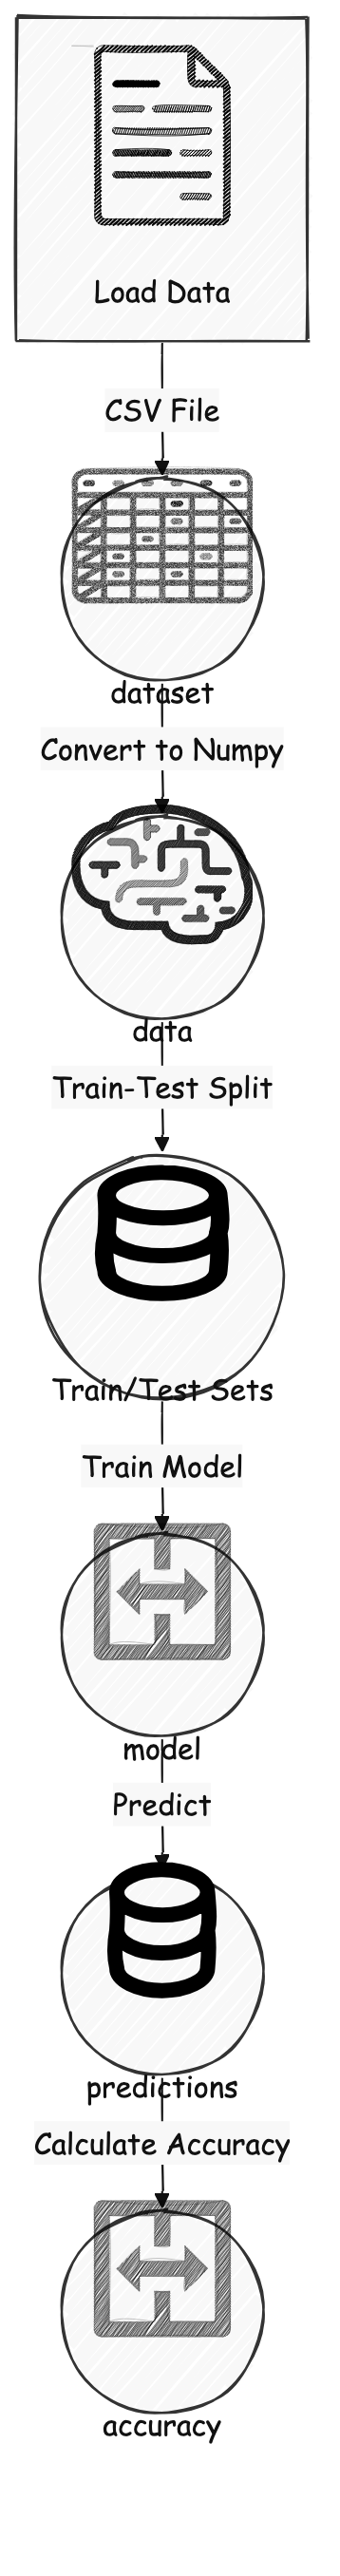 Load Data
CSV File
dataset
Convert to Numpy
data
Train-Test Split
Train/Test Sets
Train Model
model
Predict
predictions
Calculate Accuracy
accuracy